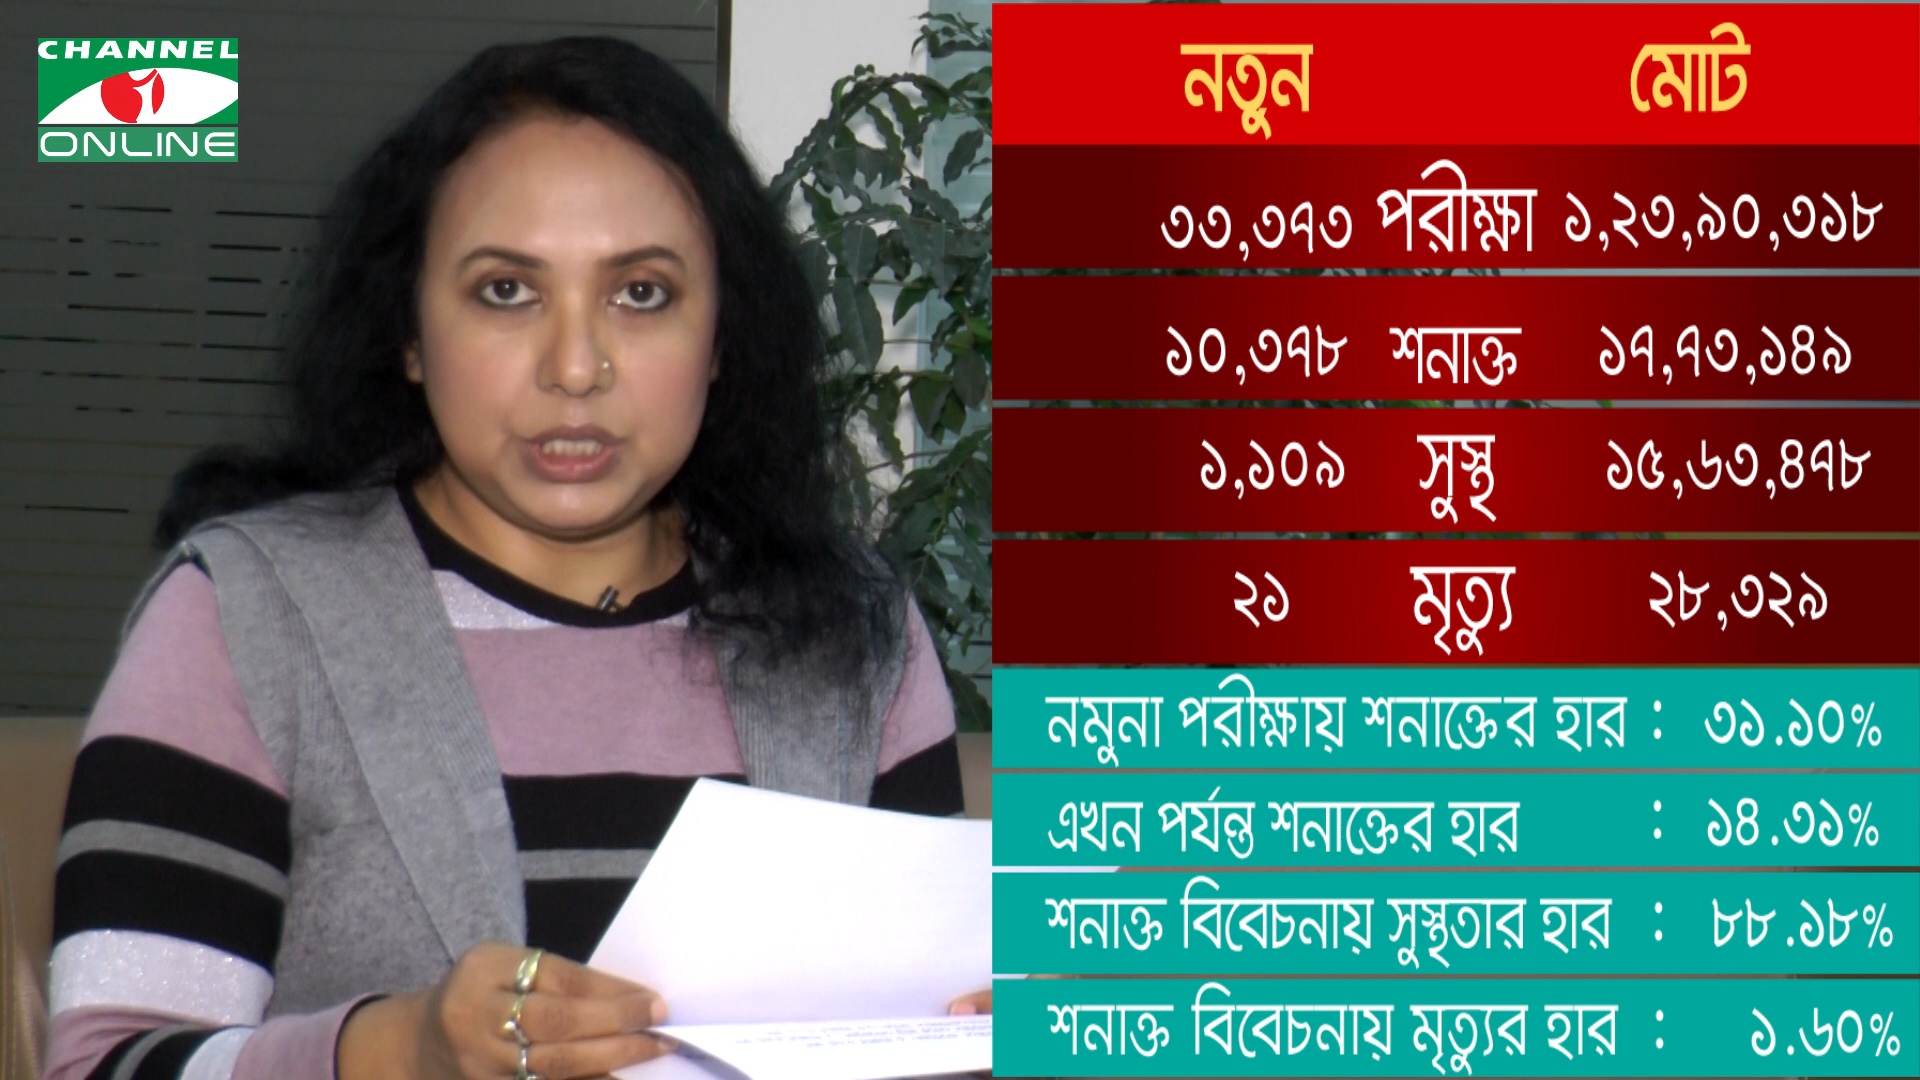 CHANNEL
ONLINE
নতুন মোট
৩৩,৩৭৩ পরীক্ষা ১,২৩,৯০,৩১৮
১০,৩৭৮ শনাক্ত ১৭,৭৩,১৪৯
১,১০৯ সুস্থ ১৫,৬৩,৪৭৮
২১ মৃত্যু ২৮,৩২৯
নমুনা পরীক্ষায় শনাক্তের হার : ৩১.১০%
এখন পর্যন্ত শনাক্তের হার : ১৪.৩১%
শনাক্ত বিবেচনায় সুস্থতার হার : ৮৮.১৮%
শনাক্ত বিবেচনায় মৃত্যুর হার : ১.৬০%